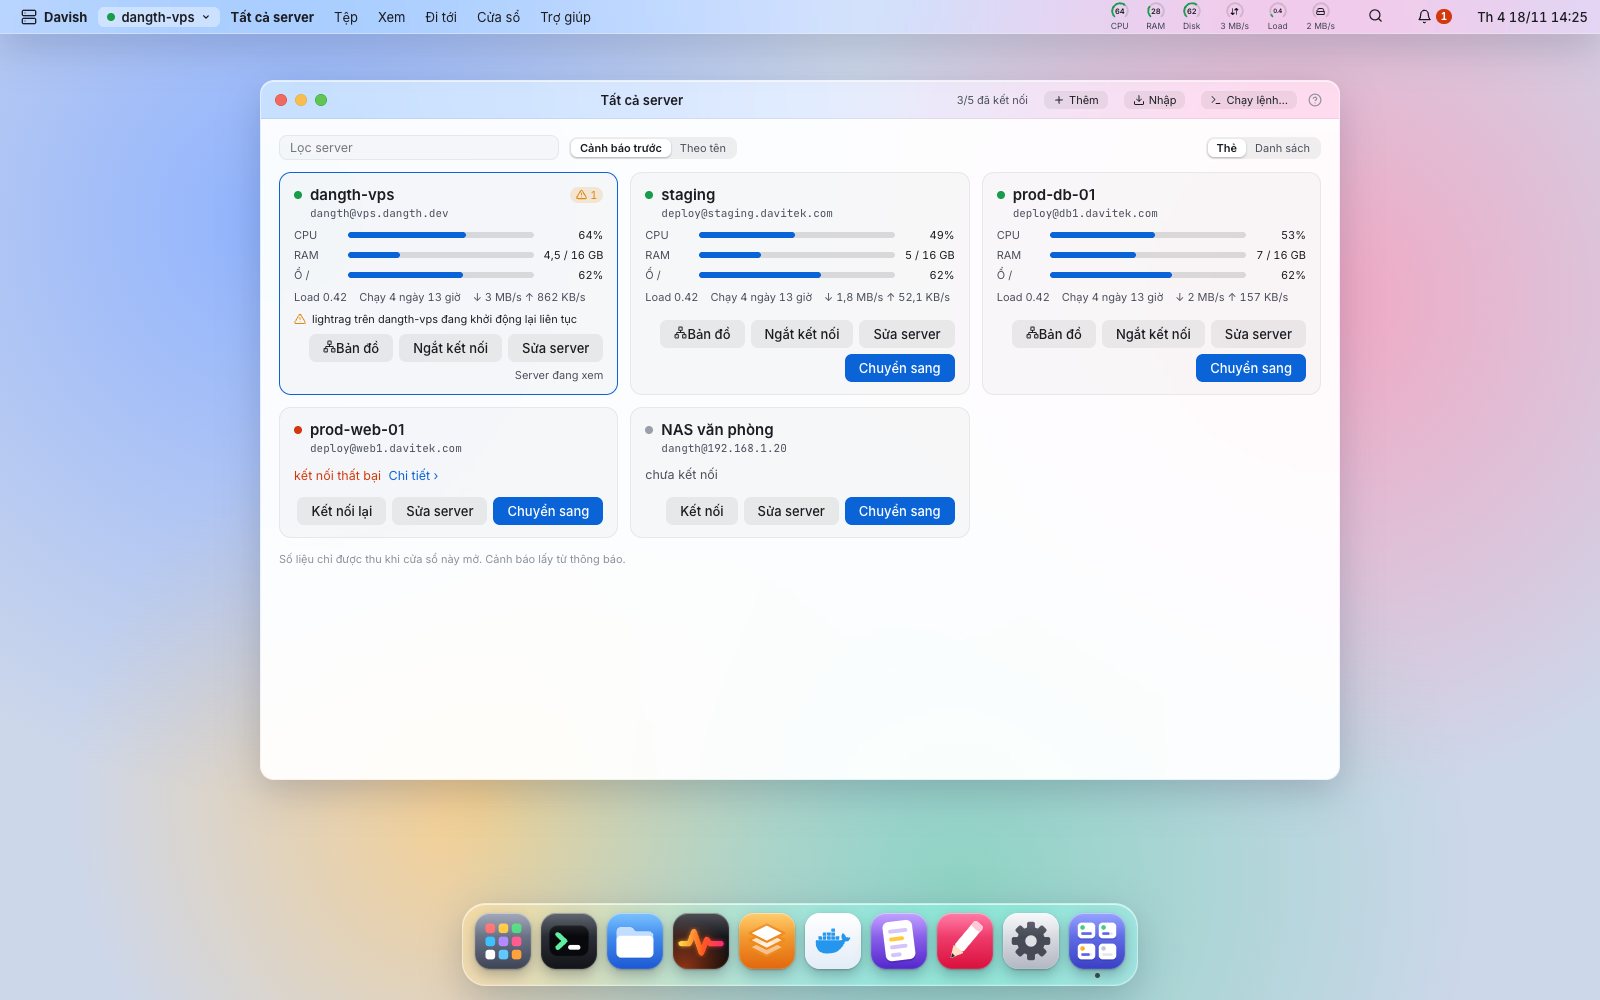 Davish dangth-vps Tất cả server Tệp Xem Đi tới Cửa sổ Trợ giúp
64 CPU 28 RAM 62 Disk 3 MB/s 0.4 Load 2 MB/s 1 Th 4 18/11 14:25
Tất cả server 3/5 đã kết nối Thêm Nhập Chạy lệnh...
Lọc server Cảnh báo trước Theo tên Thẻ Danh sách
dangth-vps 1
dangth@vps.dangth.dev
CPU 64%
RAM 4,5 / 16 GB
Ổ / 62%
Load 0.42 Chạy 4 ngày 13 giờ ↓ 3 MB/s ↑ 862 KB/s
lightrag trên dangth-vps đang khởi động lại liên tục
Bản đồ Ngắt kết nối Sửa server
Server đang xem
staging
deploy@staging.davitek.com
CPU 49%
RAM 5 / 16 GB
Ổ / 62%
Load 0.42 Chạy 4 ngày 13 giờ ↓ 1,8 MB/s ↑ 52,1 KB/s
Bản đồ Ngắt kết nối Sửa server
Chuyển sang
prod-db-01
deploy@db1.davitek.com
CPU 53%
RAM 7 / 16 GB
Ổ / 62%
Load 0.42 Chạy 4 ngày 13 giờ ↓ 2 MB/s ↑ 157 KB/s
Bản đồ Ngắt kết nối Sửa server
Chuyển sang
prod-web-01
deploy@web1.davitek.com
kết nối thất bại Chi tiết ›
Kết nối lại Sửa server Chuyển sang
NAS văn phòng
dangth@192.168.1.20
chưa kết nối
Kết nối Sửa server Chuyển sang
Số liệu chỉ được thu khi cửa sổ này mở. Cảnh báo lấy từ thông báo.